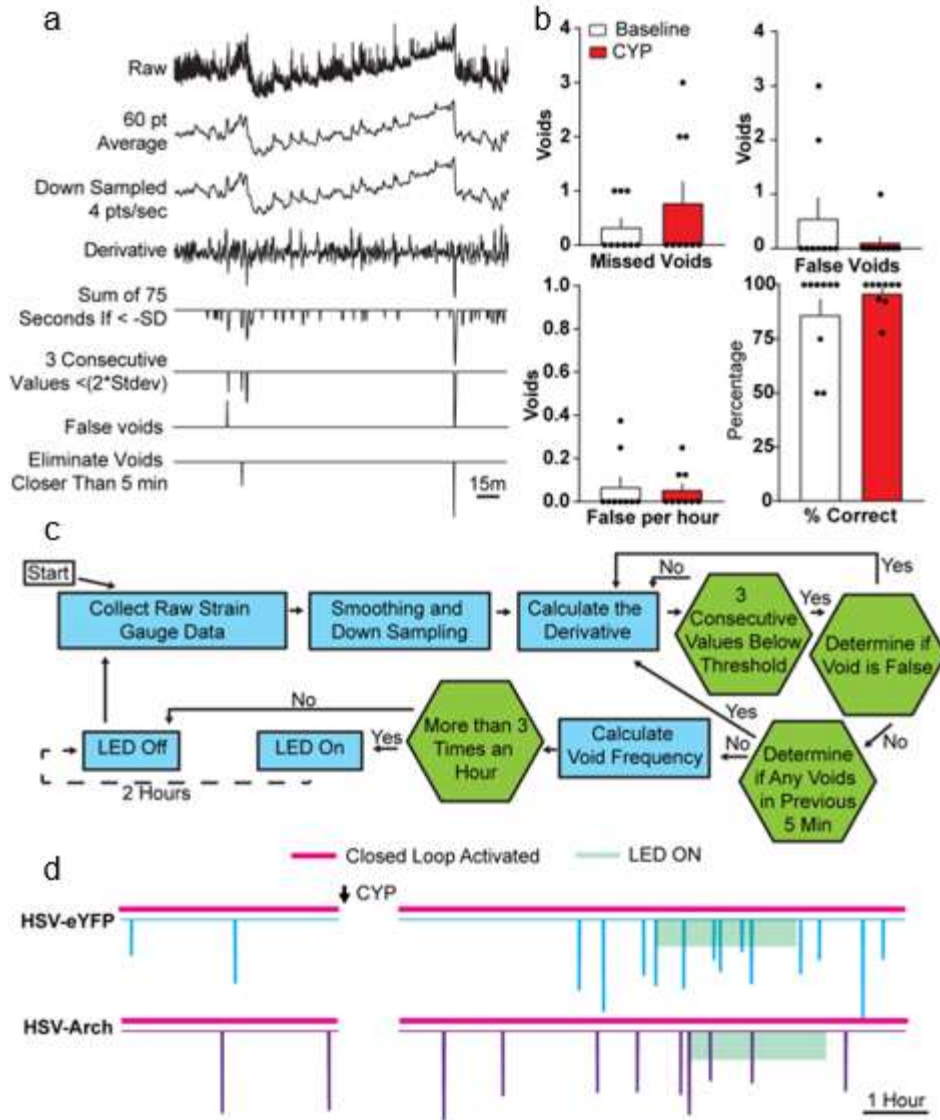 a
Raw
60 pt
Average
Down Sampled
4 pts/sec
Derivative
Sum of 75
Seconds If < -SD
3 Consecutive
Values <(2*Stdev)
False voids
Eliminate Voids
Closer Than 5 min
15m
b
Baseline
CYP
4
3
2
1
0
Voids
Missed Voids
4
3
2
1
0
Voids
False Voids
1.0
0.8
0.6
0.4
0.2
0.0
Voids
False per hour
100
75
50
25
0
Percentage
% Correct
c
Start
Collect Raw Strain
Gauge Data
Smoothing and
Down Sampling
Calculate the
Derivative
No
3
Consecutive
Values Below
Threshold
Yes
Yes
Determine if
Void is False
No
Determine
if Any Voids
in Previous
5 Min
Yes
No
Calculate
Void Frequency
More than 3
Times an
Hour
No
Yes
LED On
LED Off
2 Hours
Closed Loop Activated
LED ON
d
CYP
HSV-eYFP
HSV-Arch
1 Hour